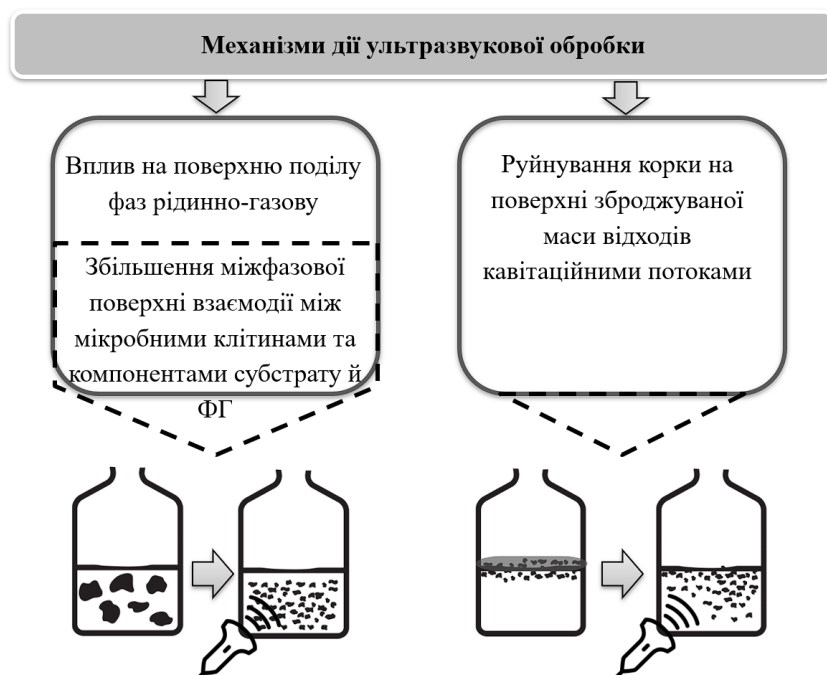 Механізми дії ультразвукової обробки
Вплив на поверхню поділу
фаз рідинно-газову
Збільшення міжфазової
поверхні взаємодії між
мікробними клітинами та
компонентами субстрату й
ФГ
Руйнування корки на
поверхні зброджуваної
маси відходів
кавітаційними потоками